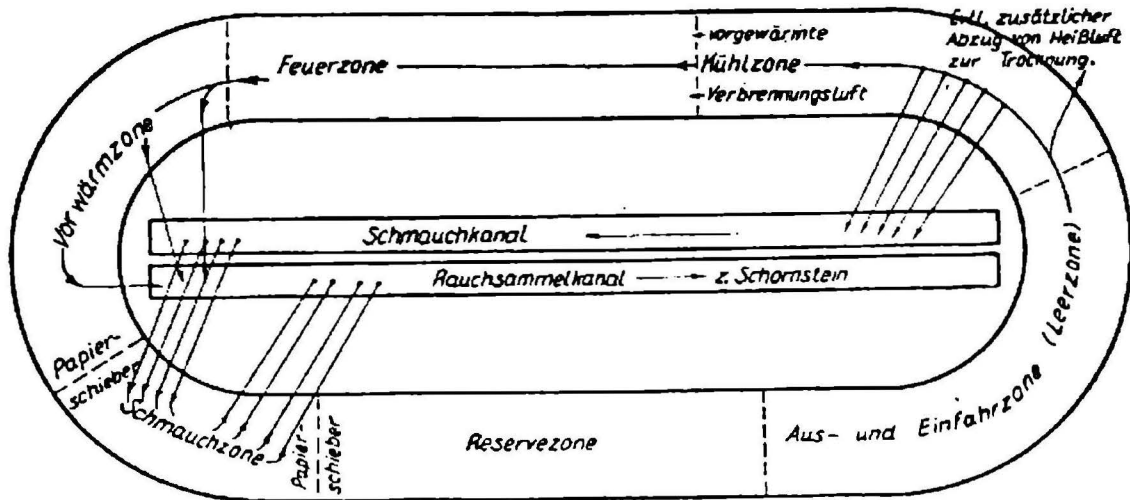 Evtl. zusätzlicher
Abzug von Heißluft
zur Trocknung.
vorgewärmte
Feuerzone
Kühlzone
Verbrennungsluft
Vorwärmzone
Schmauchkanal
Rauchsammelkanal
z. Schornstein
Papier-
schieber
Schmauchzone
Papier-
schieber
Reservezone
Aus- und Einfahrzone (Leerzone)